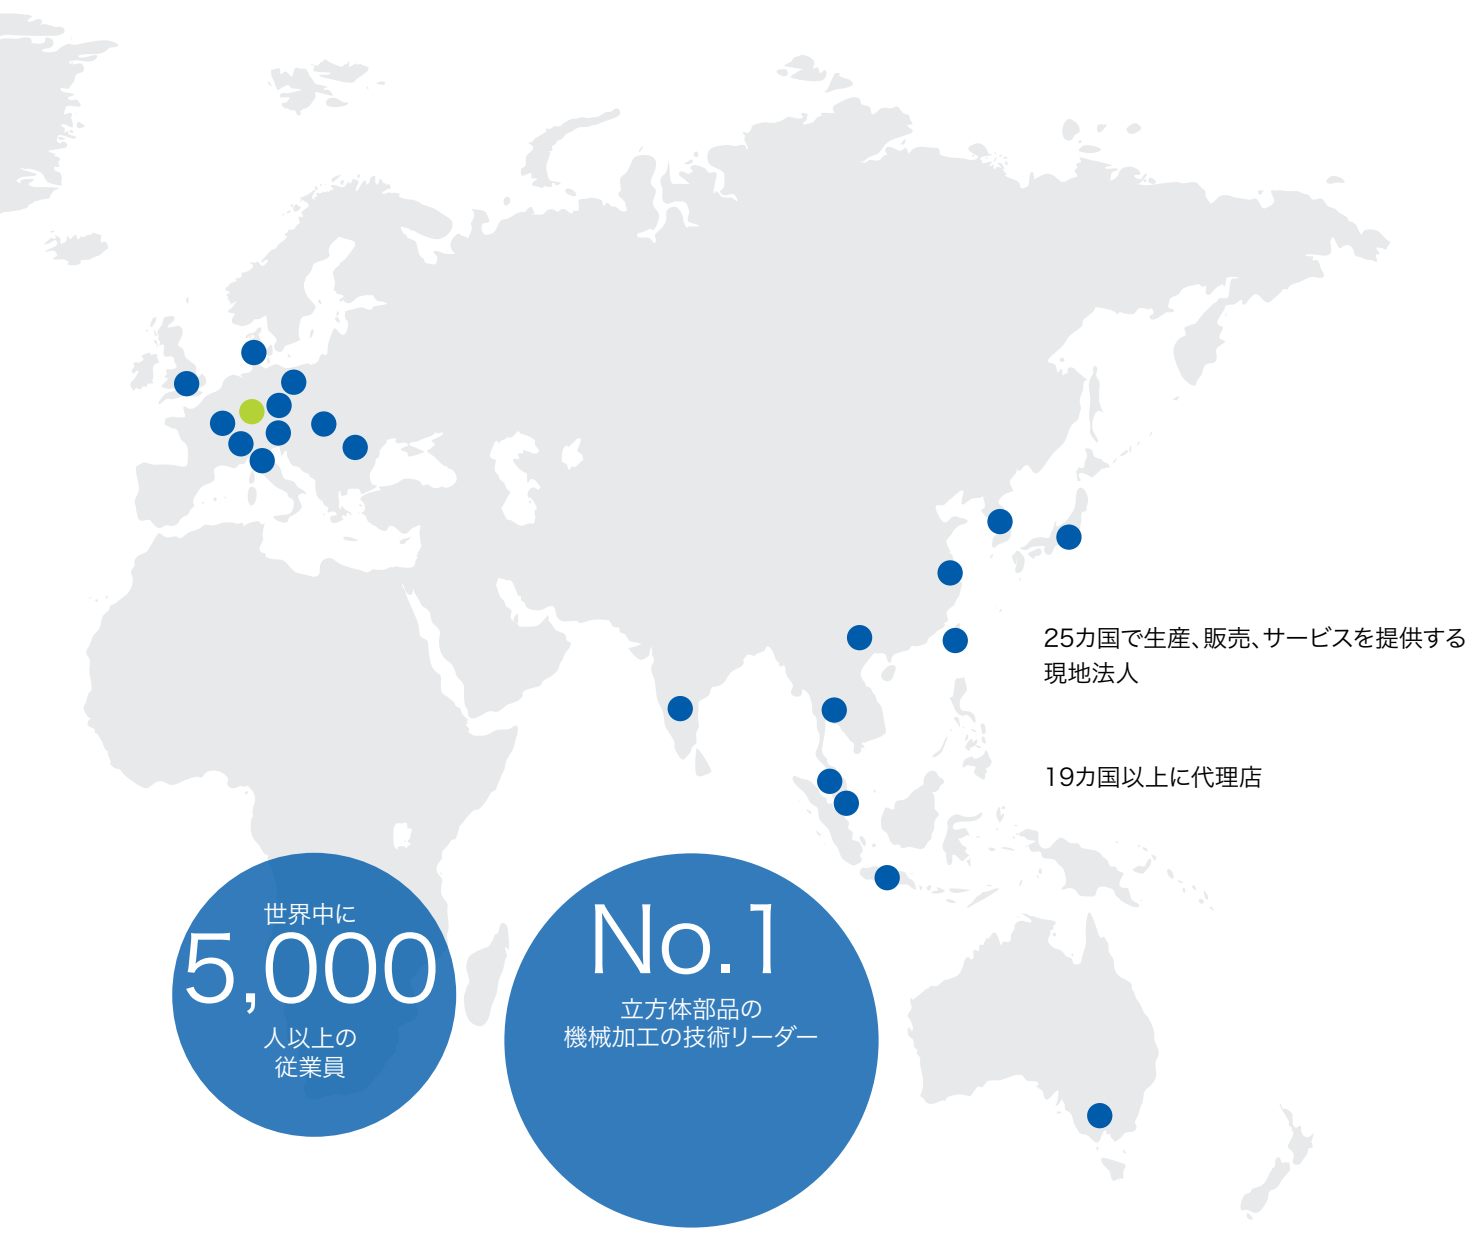 25カ国で生産、販売、サービスを提供する
現地法人
19カ国以上に代理店
世界中に
5,000
人以上の
従業員
No.1
立方体部品の
機械加工の技術リーダー